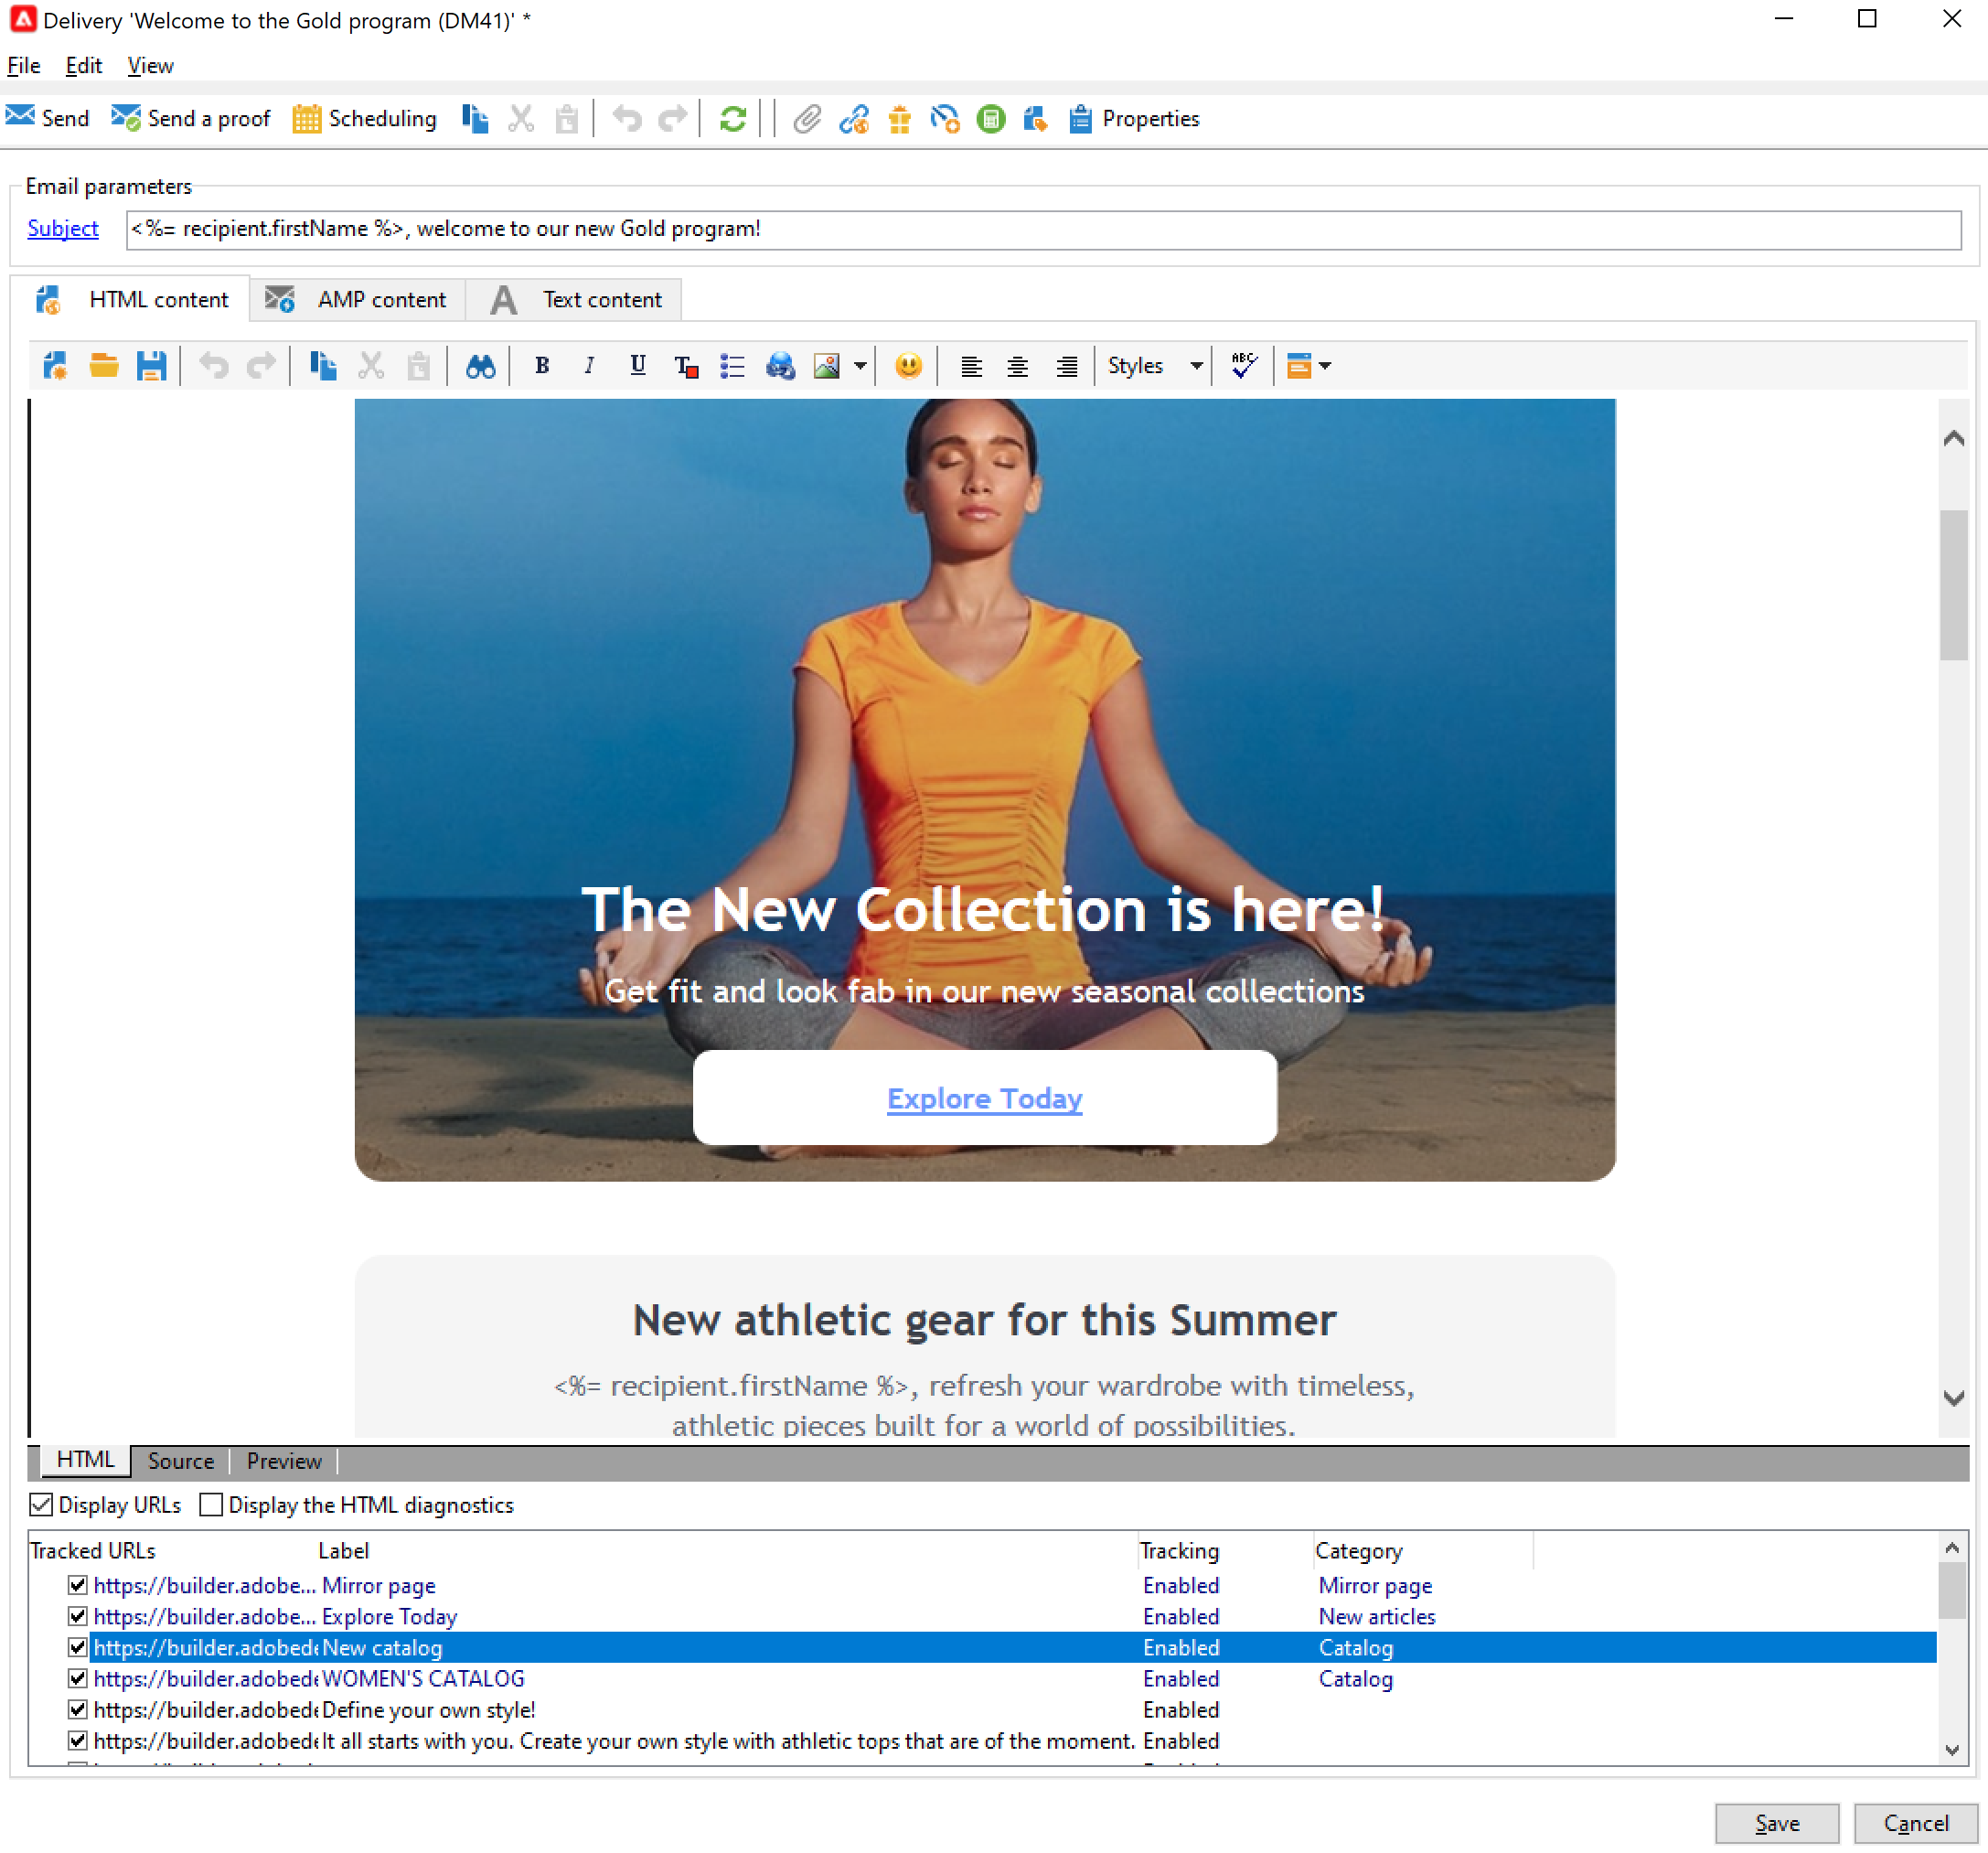 Delivery 'Welcome to the Gold program (DM41)' *
File Edit View
Send Send a proof Scheduling Properties
Email parameters
Subject <%= recipient.firstName %>, welcome to our new Gold program!
HTML content AMP content Text content
B I U T Styles ABC
The New Collection is here!
Get fit and look fab in our new seasonal collections
Explore Today
New athletic gear for this Summer
<%= recipient.firstName %>, refresh your wardrobe with timeless,
athletic pieces built for a world of possibilities.
HTML Source Preview
Display URLs Display the HTML diagnostics
Tracked URLs Label Tracking Category
https://builder.adobe... Mirror page Enabled Mirror page
https://builder.adobe... Explore Today Enabled New articles
https://builder.adobed New catalog Enabled Catalog
https://builder.adobed WOMEN'S CATALOG Enabled Catalog
https://builder.adobed Define your own style! Enabled
https://builder.adobed It all starts with you. Create your own style with athletic tops that are of the moment. Enabled
Save Cancel